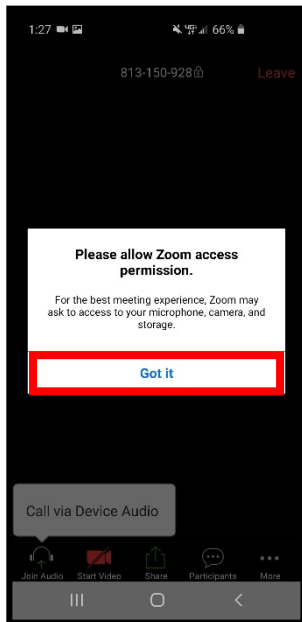 1:27 66%
813-150-928 Leave
Please allow Zoom access
permission.
For the best meeting experience, Zoom may
ask to access to your microphone, camera, and
storage.
Got it
Call via Device Audio
Join Audio Start Video Share Participants More